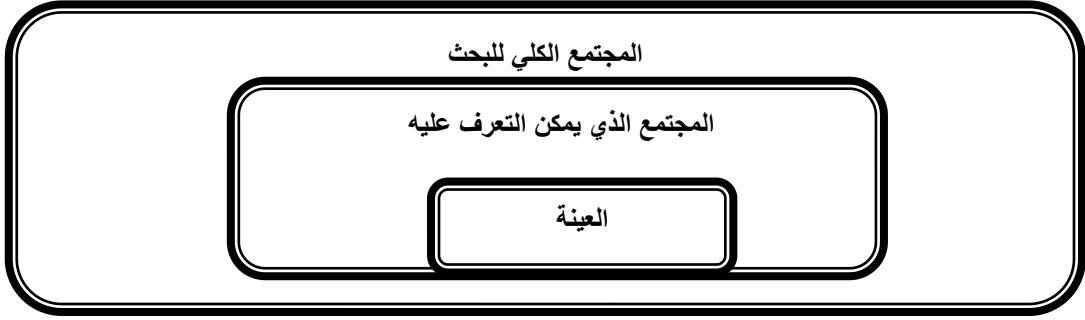 المجتمع الكلي للبحث
المجتمع الذي يمكن التعرف عليه
العينة